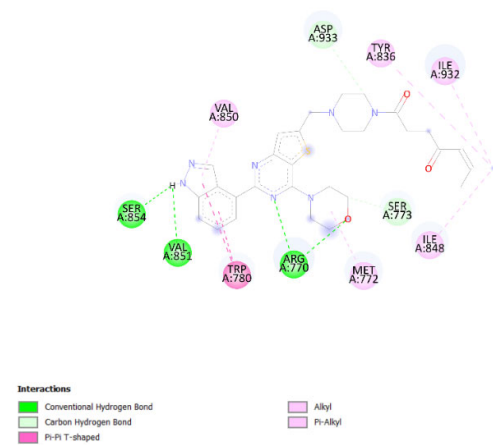 ASP
A:933
TYR
A:836
ILE
A:932
VAL
A:850
O
N
N
O
N
N
N
H
N
N
N
O
SER
A:854
VAL
A:851
TRP
A:780
ARG
A:770
SER
A:773
MET
A:772
ILE
A:848
Interactions
Conventional Hydrogen Bond
Carbon Hydrogen Bond
Pi-Pi T-shaped
Alkyl
Pi-Alkyl